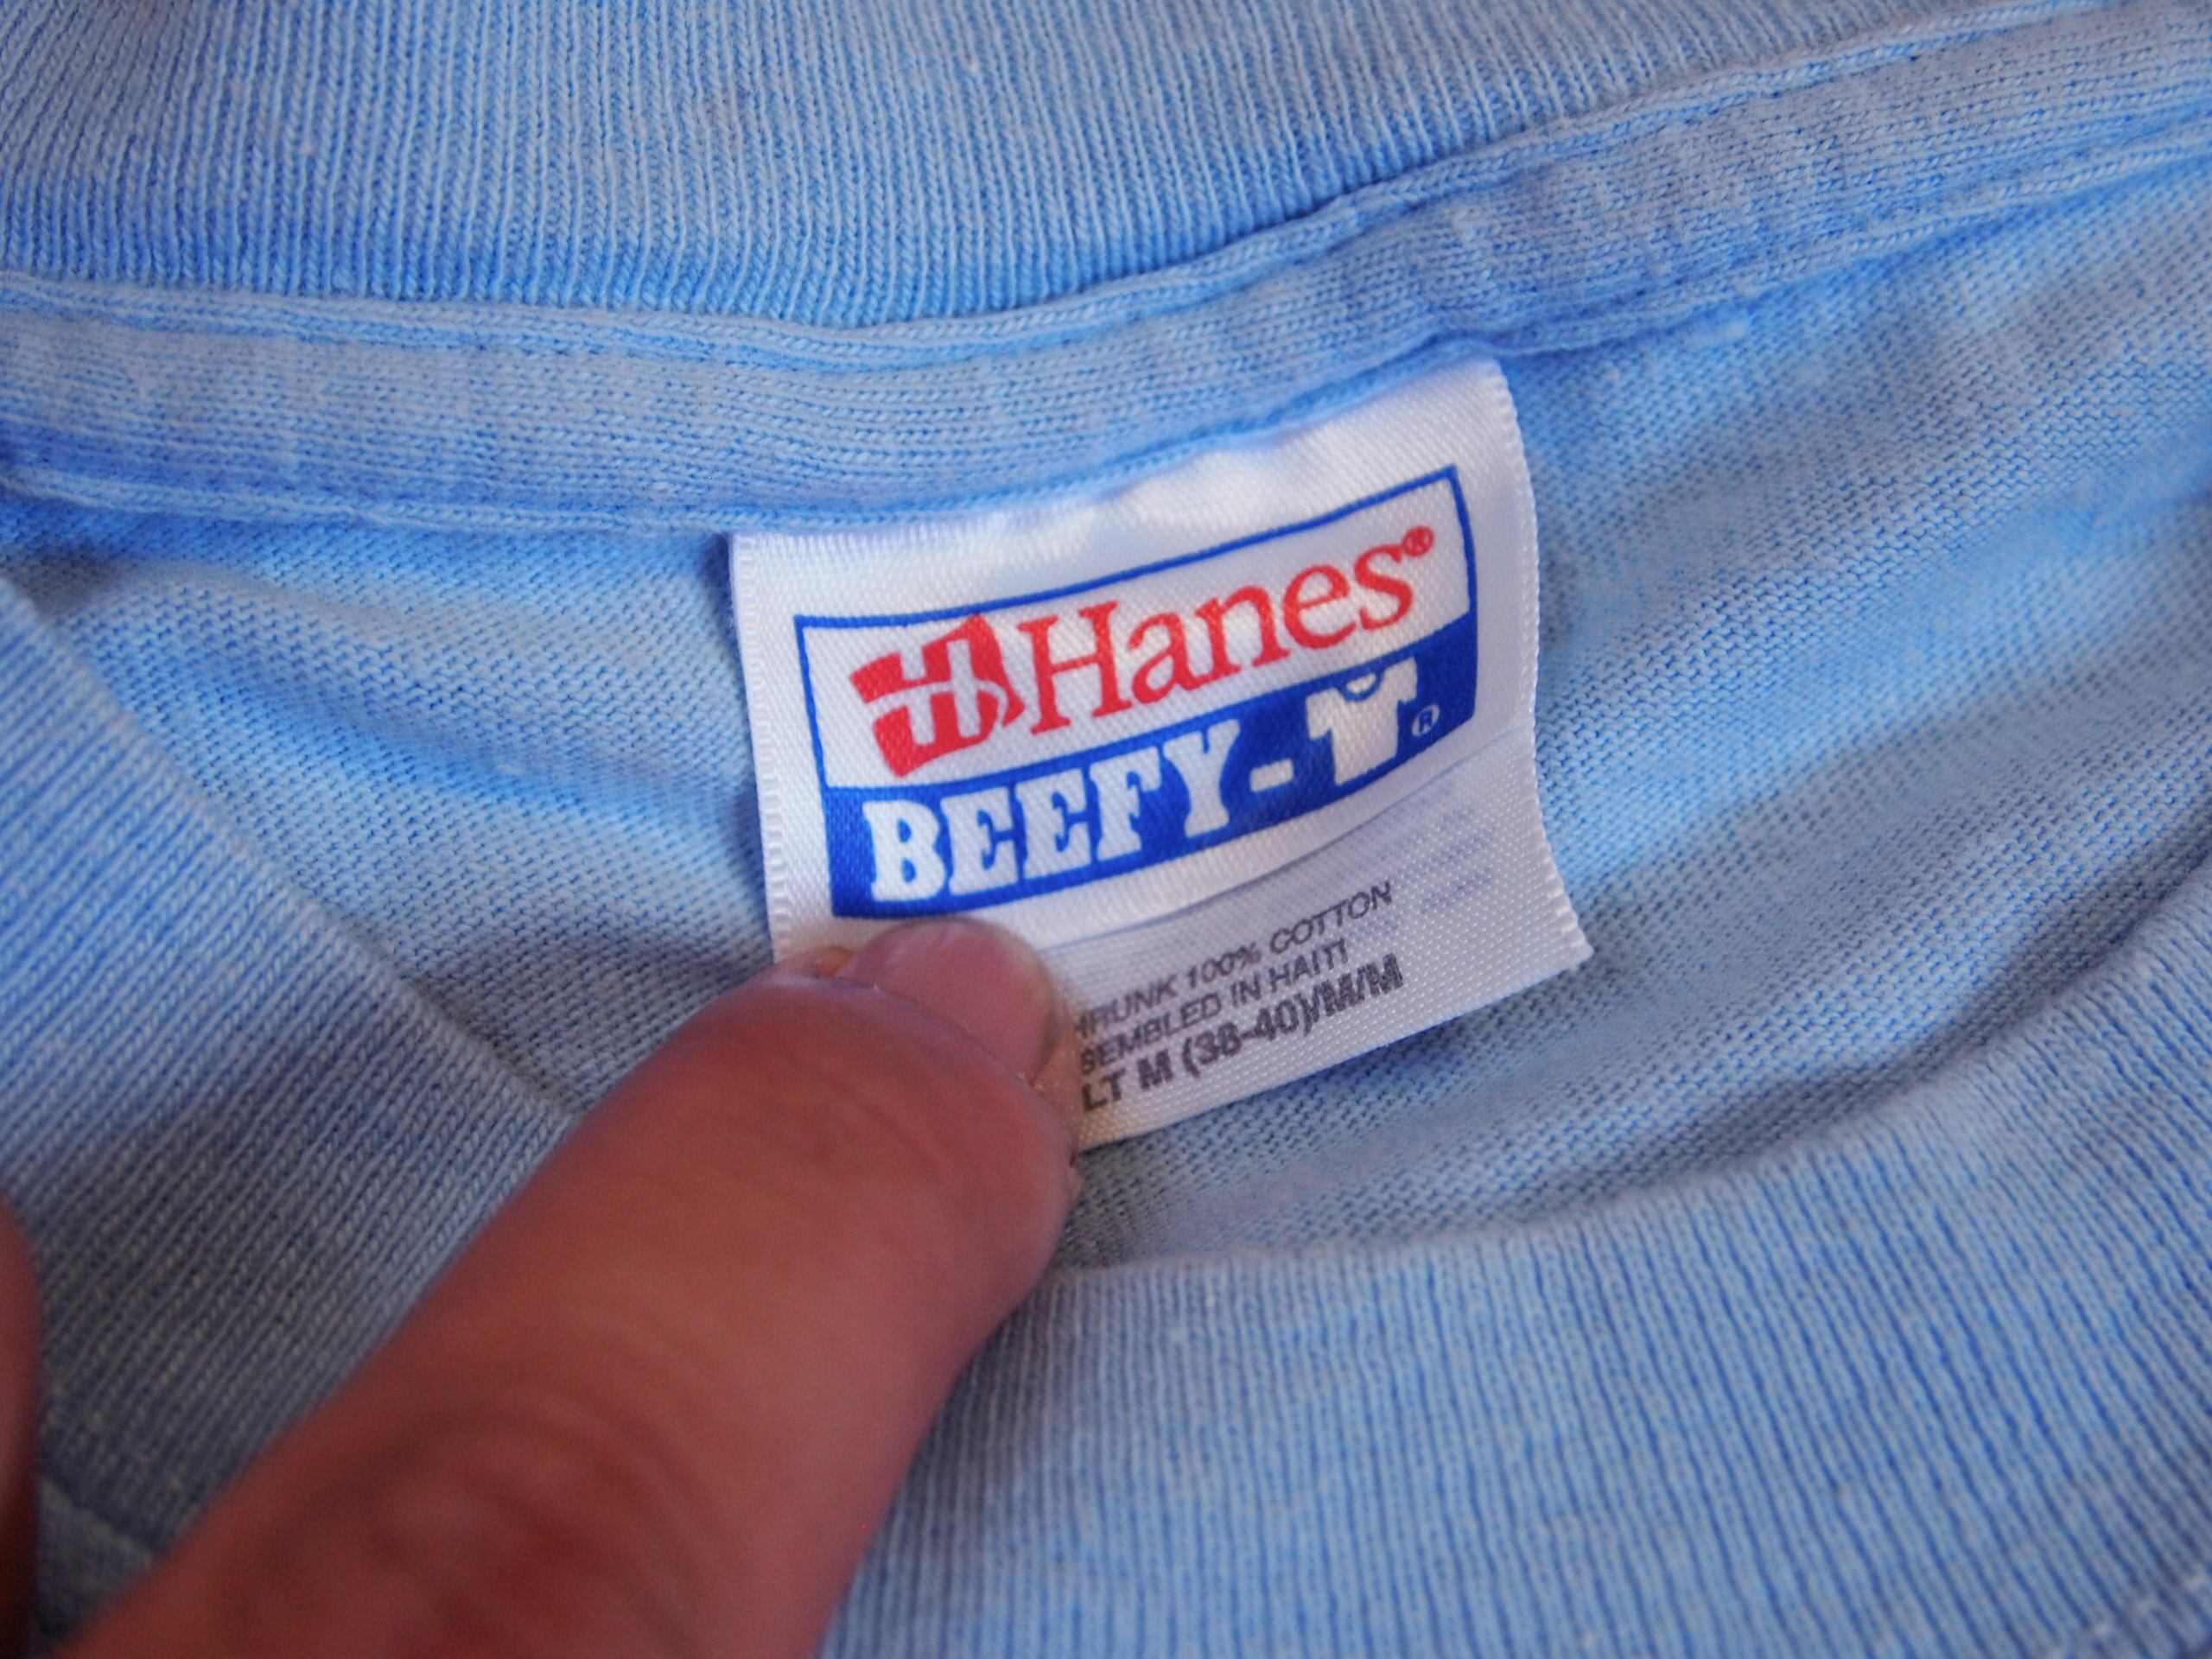 Hanes®
BEEFY-T®
HRUNK 100% COTTON
SEMBLED IN HAITI
LT M (38-40)/M/M